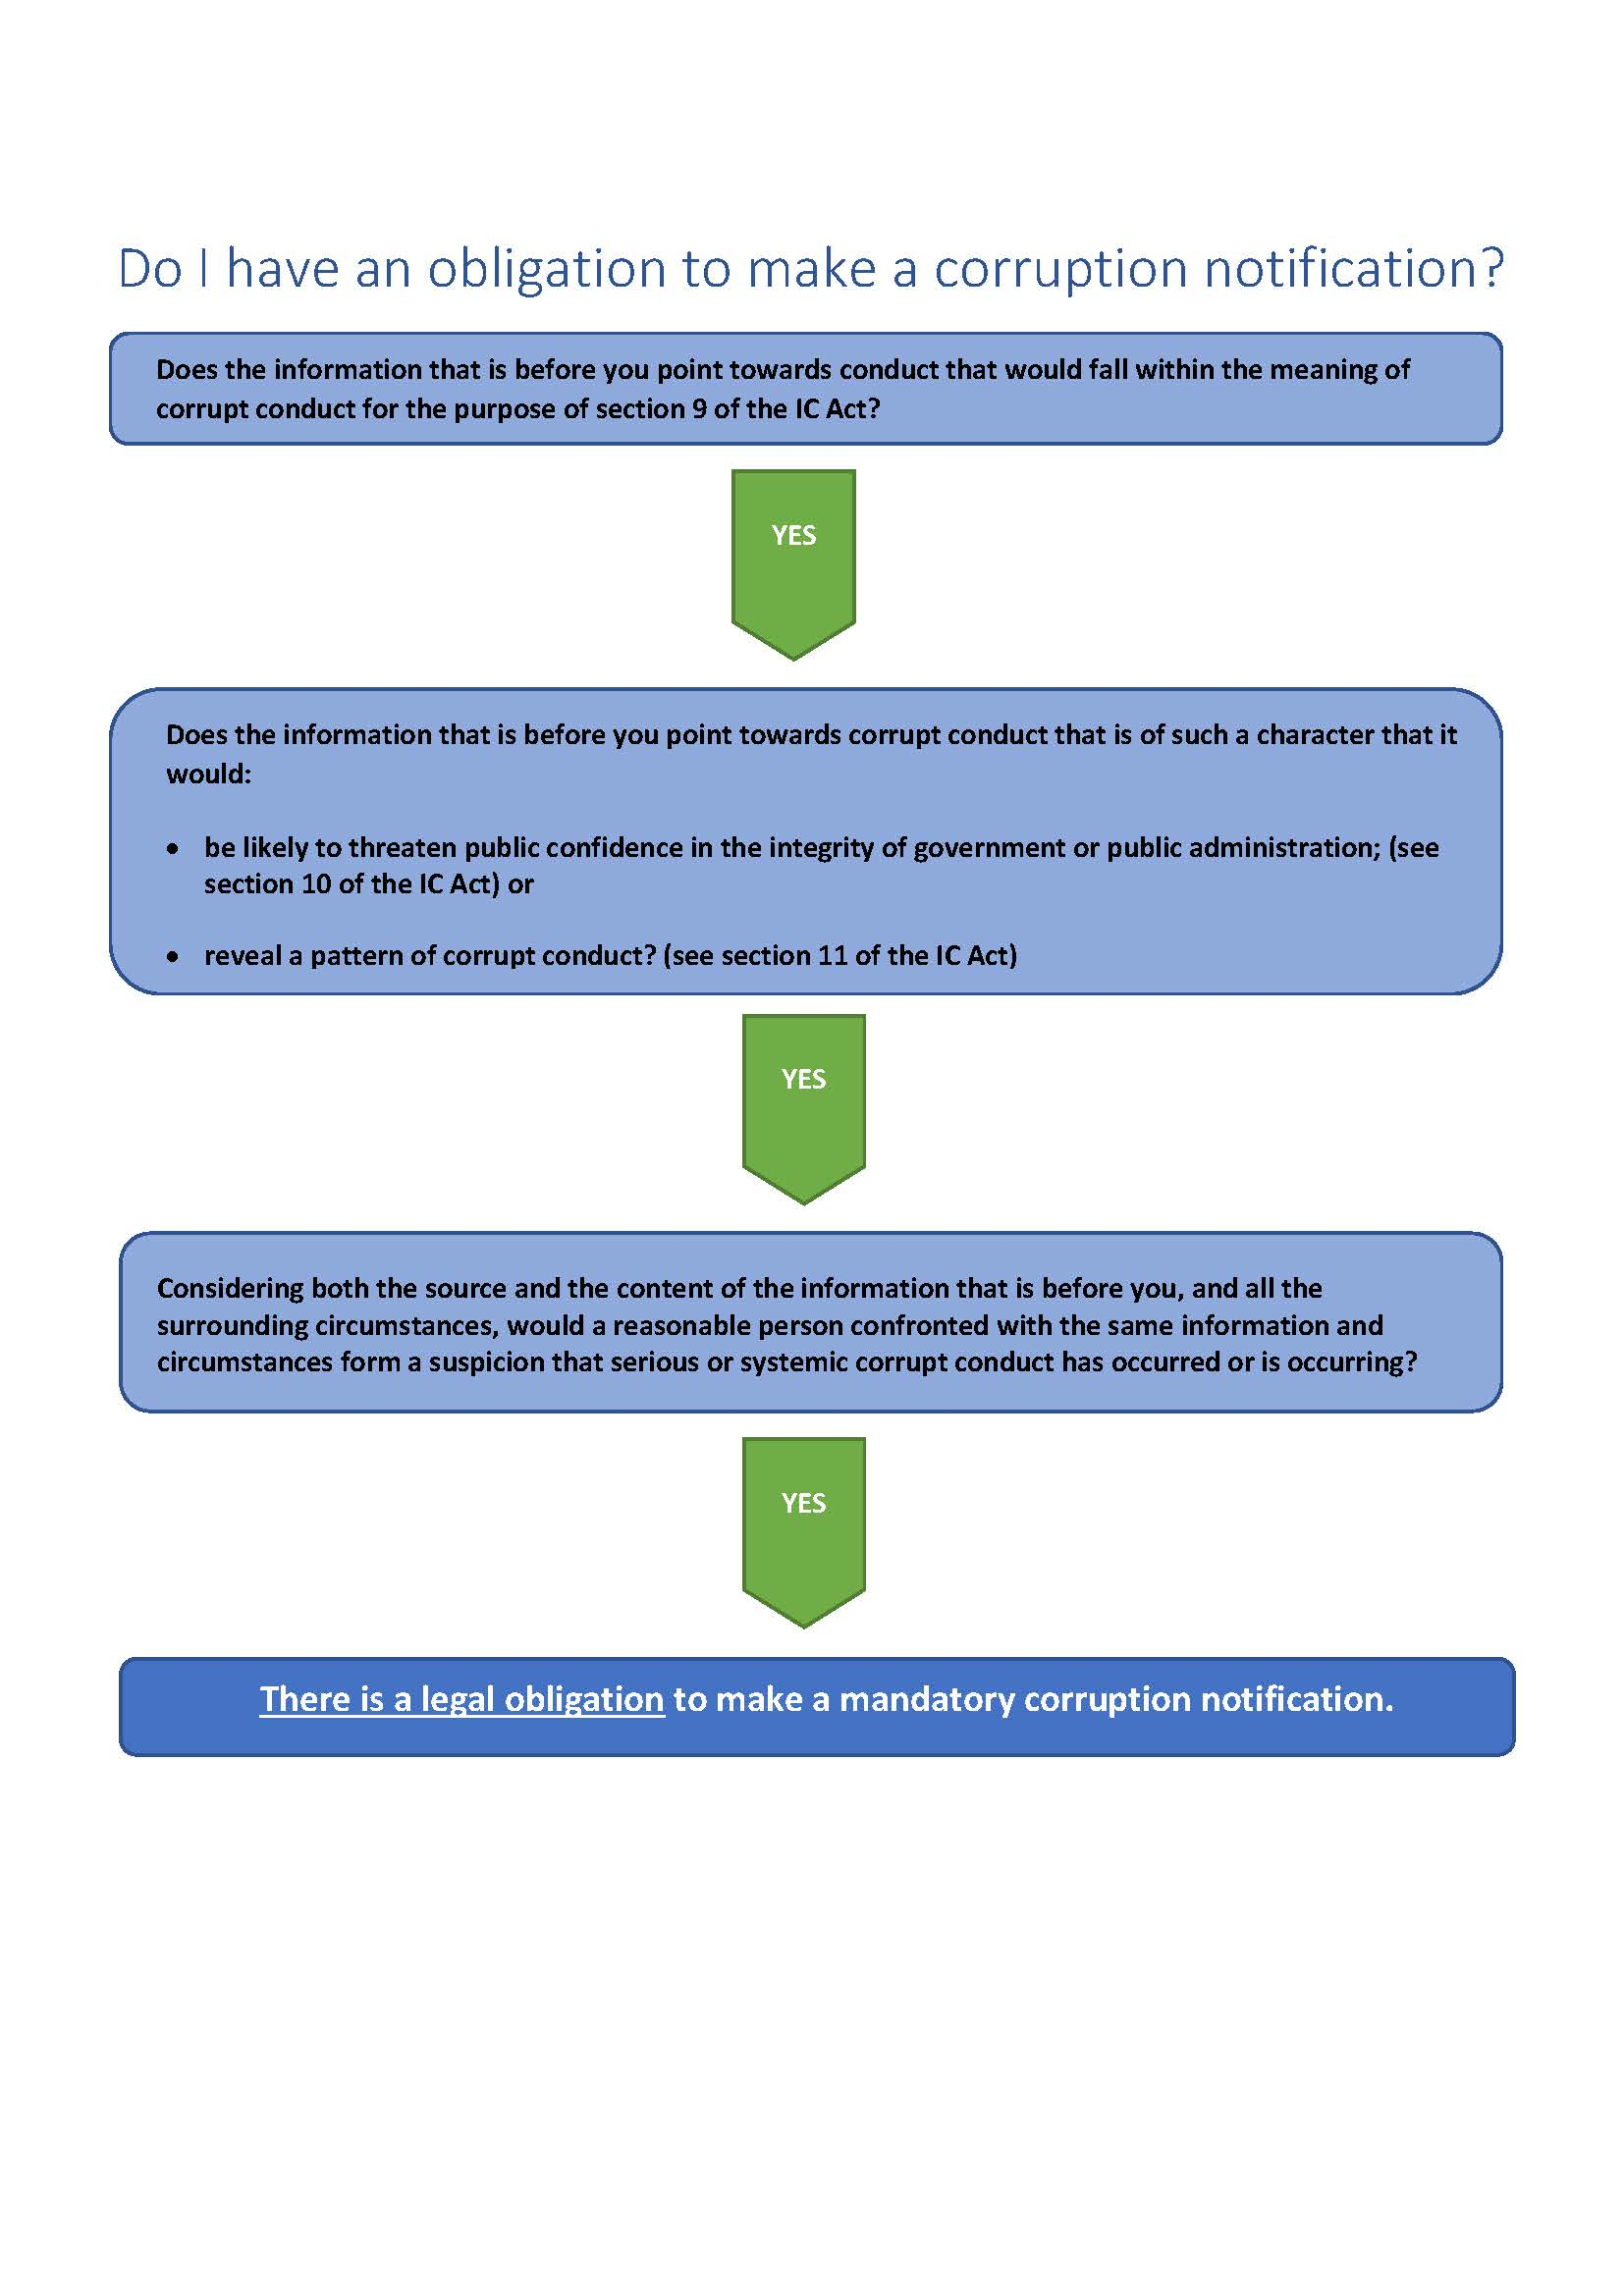 Do I have an obligation to make a corruption notification?
Does the information that is before you point towards conduct that would fall within the meaning of
corrupt conduct for the purpose of section 9 of the IC Act?
YES
Does the information that is before you point towards corrupt conduct that is of such a character that it
would:
• be likely to threaten public confidence in the integrity of government or public administration; (see
section 10 of the IC Act) or
• reveal a pattern of corrupt conduct? (see section 11 of the IC Act)
YES
Considering both the source and the content of the information that is before you, and all the
surrounding circumstances, would a reasonable person confronted with the same information and
circumstances form a suspicion that serious or systemic corrupt conduct has occurred or is occurring?
YES
There is a legal obligation to make a mandatory corruption notification.